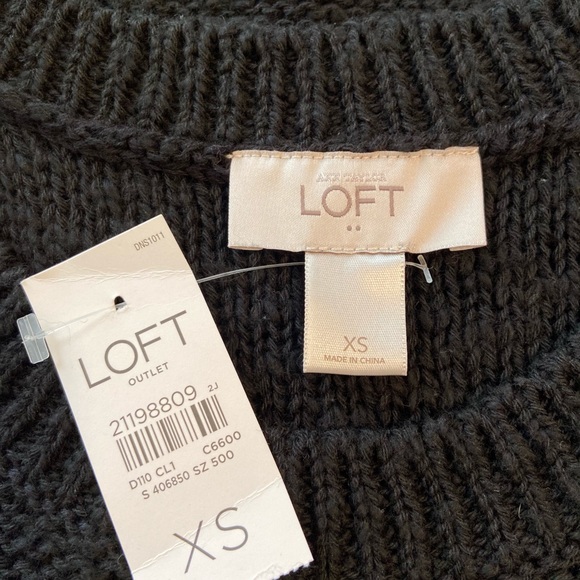 ANN TAYLOR
LOFT
XS
MADE IN CHINA
DNS1011
LOFT
OUTLET
21198809 2J
D110 CL1 C6600
S 406850 SZ 500
XS